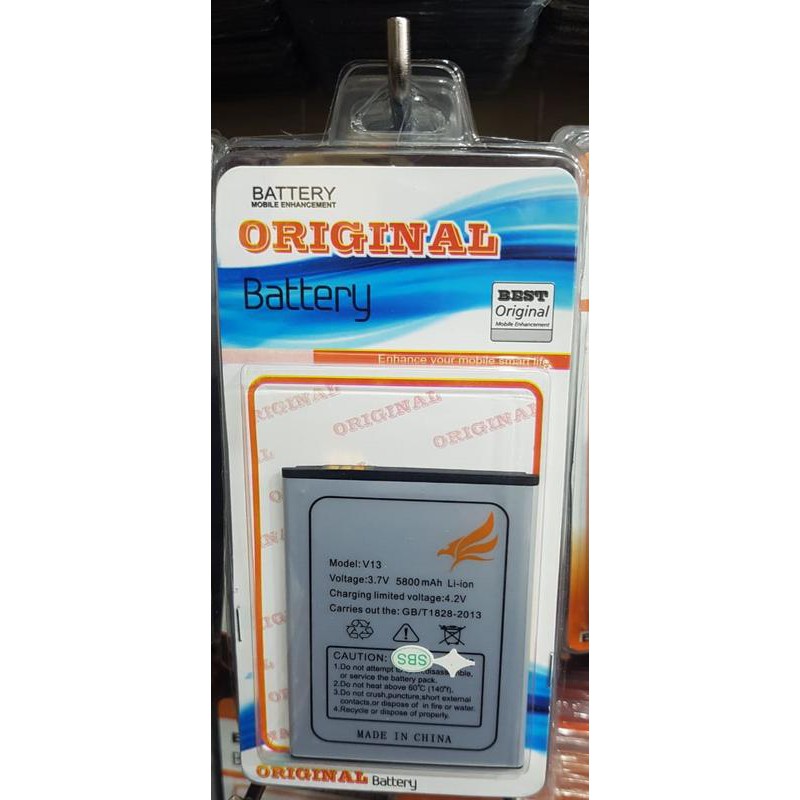 BATTERY
MOBILE ENHANCEMENT
ORIGINAL
Battery
BEST
Original
Mobile Enhancement
Enhance your mobile smart life
ORIGINAL
ORIGINAL
ORIGINAL
Model:V13
Voltage:3.7V 5800mAh Li-ion
Charging limited voltage:4.2V
Carries out the: GB/T1828-2013
CAUTION:
SBS
1.Do not attempt to disassemble,
or service the battery pack.
2.Do not heat above 60°C (140°f)
3.Do not crush,puncture,short external
contacts,or dispose of in fire or water.
4.Recycle or dispose of properly.
MADE IN CHINA
ORIGINAL Battery